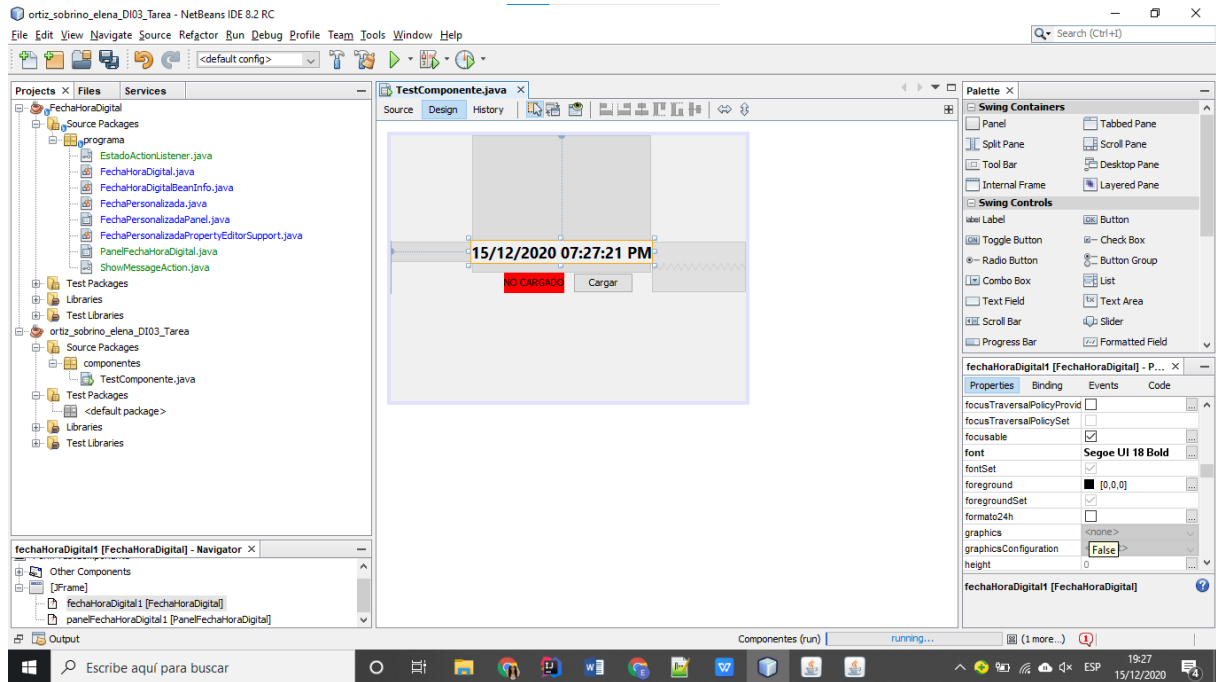 ortiz_sobrino_elena_DI03_Tarea - NetBeans IDE 8.2 RC
File Edit View Navigate Source Refactor Run Debug Profile Team Tools Window Help
Search (Ctrl+I)
<default config>
Projects Files Services
FechaHoraDigital
Source Packages
programa
EstadoActionListener.java
FechaHoraDigital.java
FechaHoraDigitalBeanInfo.java
FechaPersonalizada.java
FechaPersonalizadaPanel.java
FechaPersonalizadaPropertyEditorSupport.java
PanelFechaHoraDigital.java
ShowMessageAction.java
Test Packages
Libraries
Test Libraries
ortiz_sobrino_elena_DI03_Tarea
Source Packages
componentes
TestComponente.java
Test Packages
<default package>
Libraries
Test Libraries
fechaHoraDigital1 [FechaHoraDigital] - Navigator
Other Components
[JFrame]
fechaHoraDigital1 [FechaHoraDigital]
panelFechaHoraDigital1 [PanelFechaHoraDigital]
TestComponente.java
Source Design History
15/12/2020 07:27:21 PM
NO CARGADO Cargar
Palette
Swing Containers
Panel Tabbed Pane
Split Pane Scroll Pane
Tool Bar Desktop Pane
Internal Frame Layered Pane
Swing Controls
label Label OK Button
ON Toggle Button Check Box
Radio Button Button Group
Combo Box List
Text Field Text Area
Scroll Bar Slider
Progress Bar Formatted Field
fechaHoraDigital1 [FechaHoraDigital] - P...
Properties Binding Events Code
focusTraversalPolicyProvid
focusTraversalPolicySet
focusable
font Segoe UI 18 Bold
fontSet
foreground [0,0,0]
foregroundSet
formato24h
graphics <none>
graphicsConfiguration False
height 0
fechaHoraDigital1 [FechaHoraDigital]
Output
Componentes (run) running... (1 more...) 1
Escribe aquí para buscar
ESP
19:27
15/12/2020
4